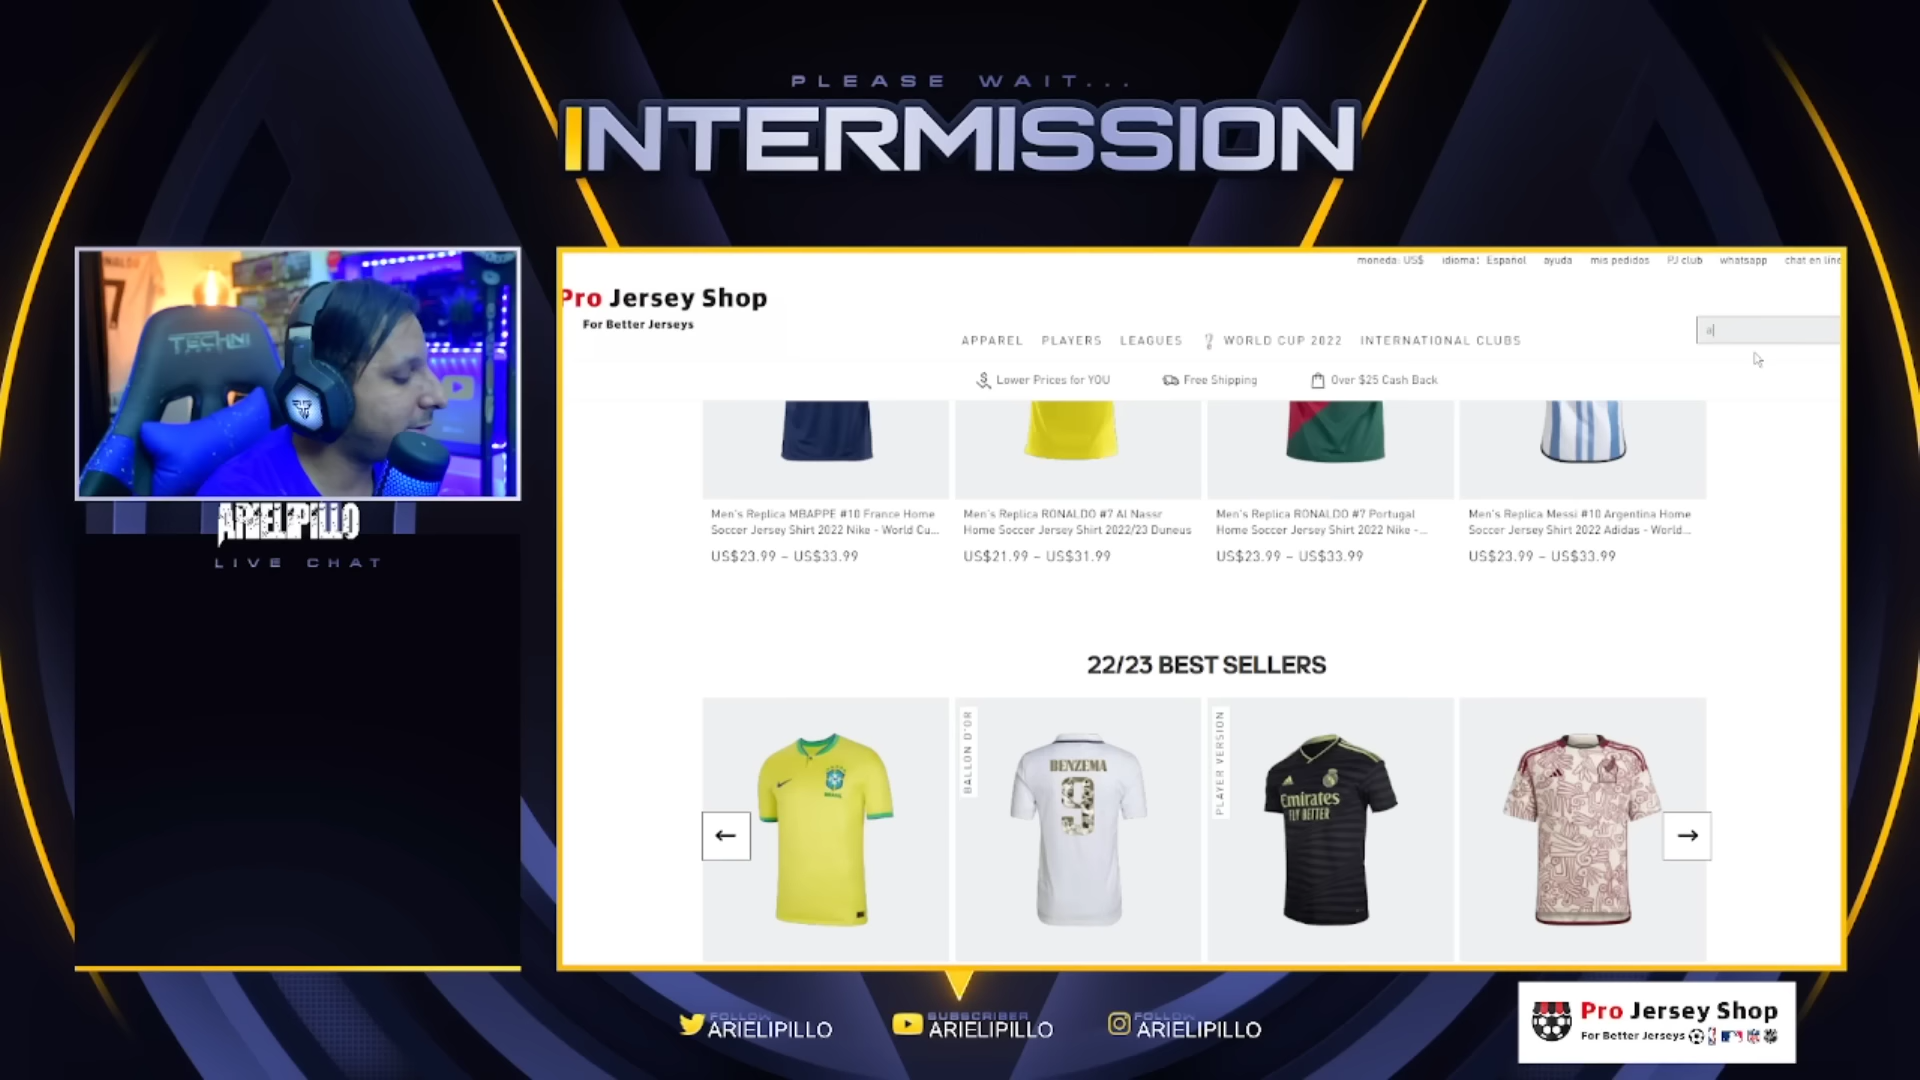 PLEASE WAIT...
INTERMISSION
moneda: US$ idioma: Español ayuda mis pedidos PJ club whatsapp chat en line
Pro Jersey Shop
For Better Jerseys
APPAREL PLAYERS LEAGUES WORLD CUP 2022 INTERNATIONAL CLUBS
Lower Prices for YOU Free Shipping Over $25 Cash Back
Men's Replica MBAPPE #10 France Home
Soccer Jersey Shirt 2022 Nike - World Cu...
US$23.99 - US$33.99
Men's Replica RONALDO #7 Al Nassr
Home Soccer Jersey Shirt 2022/23 Duneus
US$21.99 - US$31.99
Men's Replica RONALDO #7 Portugal
Home Soccer Jersey Shirt 2022 Nike -...
US$23.99 - US$33.99
Men's Replica Messi #10 Argentina Home
Soccer Jersey Shirt 2022 Adidas - World...
US$23.99 - US$33.99
22/23 BEST SELLERS
BALLON D'OR
BENZEMA
9
PLAYER VERSION
Emirates
FLY BETTER
BRASIL
TECHNI
7
ARIELIPILLO
LIVE CHAT
FOLLOW
ARIELIPILLO
SUBSCRIBER
ARIELIPILLO
FOLLOW
ARIELIPILLO
Pro Jersey Shop
For Better Jerseys